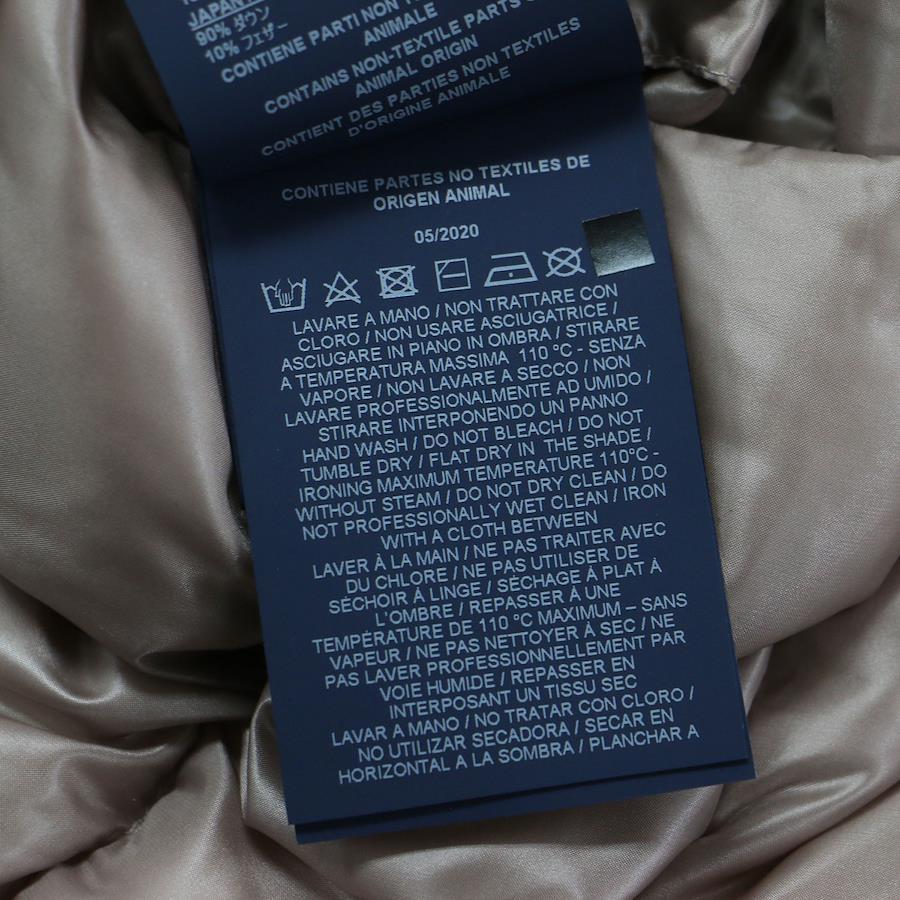 JAPAN
90% ダウン
10% フェザー
CONTIENE PARTI NON T
ANIMALE
CONTAINS NON-TEXTILE PARTS O
ANIMAL ORIGIN
CONTIENT DES PARTIES NON TEXTILES
D'ORIGINE ANIMALE
CONTIENE PARTES NO TEXTILES DE
ORIGEN ANIMAL
05/2020
LAVARE A MANO / NON TRATTARE CON
CLORO / NON USARE ASCIUGATRICE /
ASCIUGARE IN PIANO IN OMBRA / STIRARE
A TEMPERATURA MASSIMA 110 °C - SENZA
VAPORE / NON LAVARE A SECCO / NON
LAVARE PROFESSIONALMENTE AD UMIDO /
STIRARE INTERPONENDO UN PANNO
HAND WASH / DO NOT BLEACH / DO NOT
TUMBLE DRY / FLAT DRY IN THE SHADE /
IRONING MAXIMUM TEMPERATURE 110°C -
WITHOUT STEAM / DO NOT DRY CLEAN / DO
NOT PROFESSIONALLY WET CLEAN / IRON
WITH A CLOTH BETWEEN
LAVER À LA MAIN / NE PAS TRAITER AVEC
DU CHLORE / NE PAS UTILISER DE
SÉCHOIR À LINGE / SÉCHAGE À PLAT À
L'OMBRE / REPASSER À UNE
TEMPÉRATURE DE 110 °C MAXIMUM – SANS
VAPEUR / NE PAS NETTOYER À SEC / NE
PAS LAVER PROFESSIONNELLEMENT PAR
VOIE HUMIDE / REPASSER EN
INTERPOSANT UN TISSU SEC
LAVAR A MANO / NO TRATAR CON CLORO /
NO UTILIZAR SECADORA / SECAR EN
HORIZONTAL A LA SOMBRA / PLANCHAR A